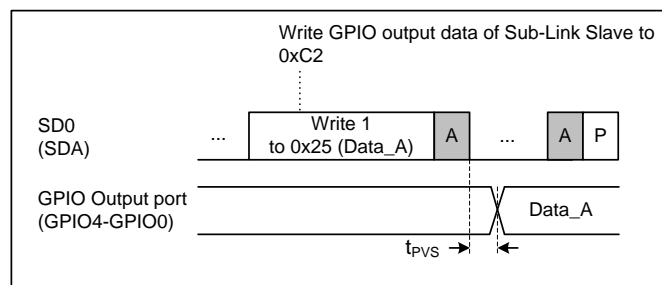 Write GPIO output data of Sub-Link Slave to
0xC2
SD0
(SDA)
...
Write 1
to 0x25 (Data_A)
A
...
A
P
GPIO Output port
(GPIO4-GPIO0)
Data_A
tPVS